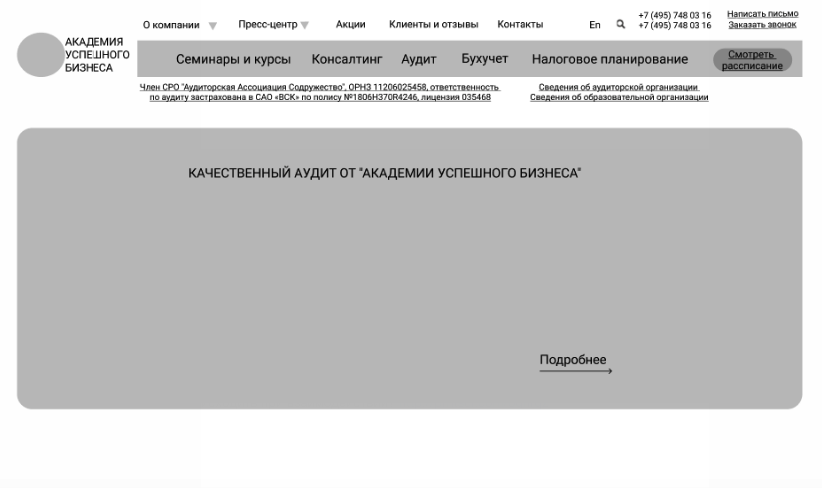 О компании
Пресс-центр
Акции
Клиенты и отзывы
Контакты
En
+7 (495) 748 03 16
+7 (495) 748 03 16
Написать письмо
Заказать звонок
АКАДЕМИЯ
УСПЕШНОГО
БИЗНЕСА
Семинары и курсы
Консалтинг
Аудит
Бухучет
Налоговое планирование
Смотреть
рассписание
Член СРО "Аудиторская Ассоциация Содружество", ОРНЗ 11206025458, ответственность
по аудиту застрахована в САО «ВСК» по полису №1806H370R4246, лицензия 035468
Сведения об аудиторской организации
Сведения об образовательной организации
КАЧЕСТВЕННЫЙ АУДИТ ОТ "АКАДЕМИИ УСПЕШНОГО БИЗНЕСА"
Подробнее